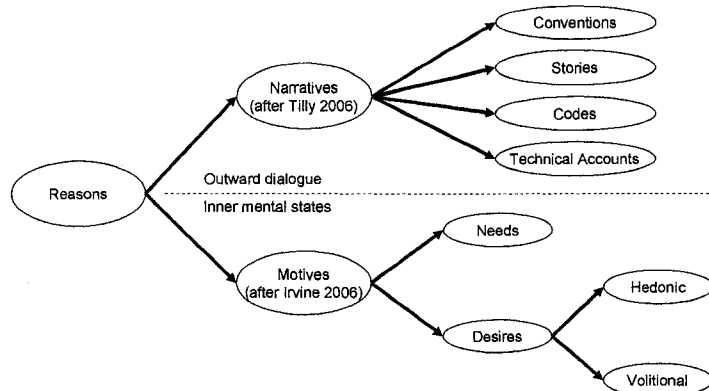 Conventions
Stories
Narratives
(after Tilly 2006)
Codes
Technical Accounts
Reasons
Outward dialogue
Inner mental states
Needs
Motives
(after Irvine 2006)
Hedonic
Desires
Volitional